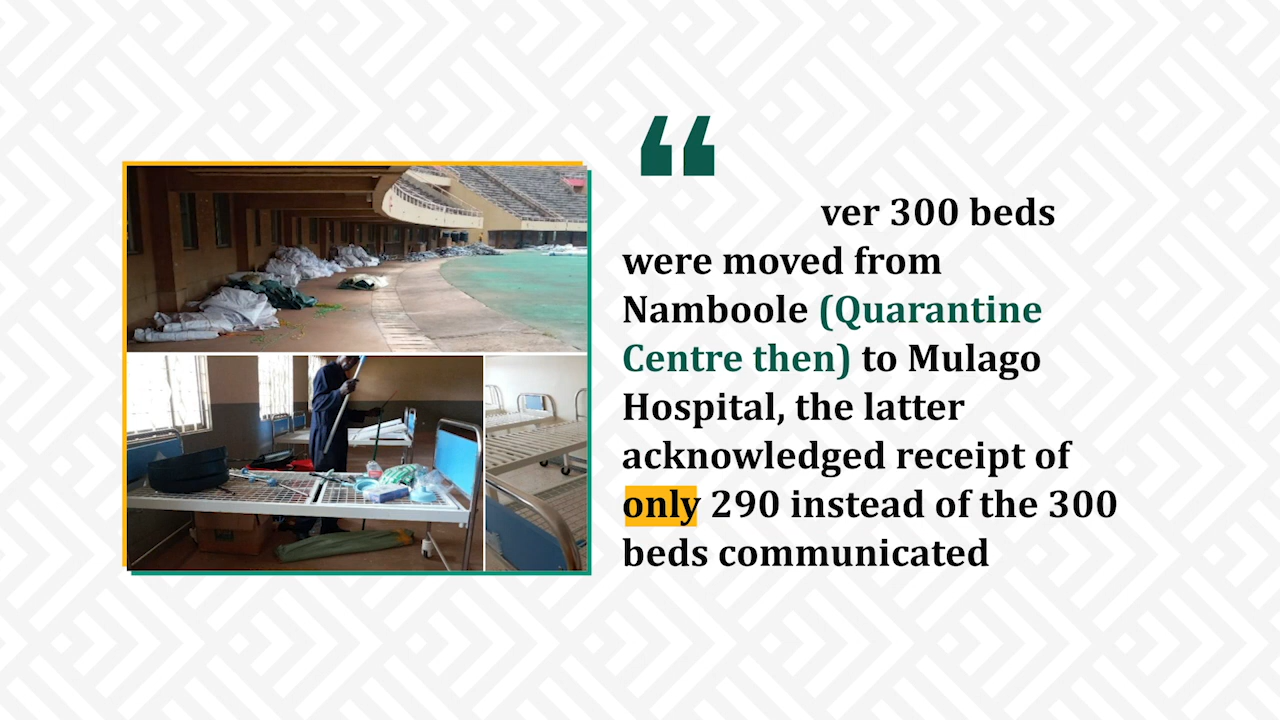 “
ver 300 beds
were moved from
Namboole (Quarantine
Centre then) to Mulago
Hospital, the latter
acknowledged receipt of
only 290 instead of the 300
beds communicated